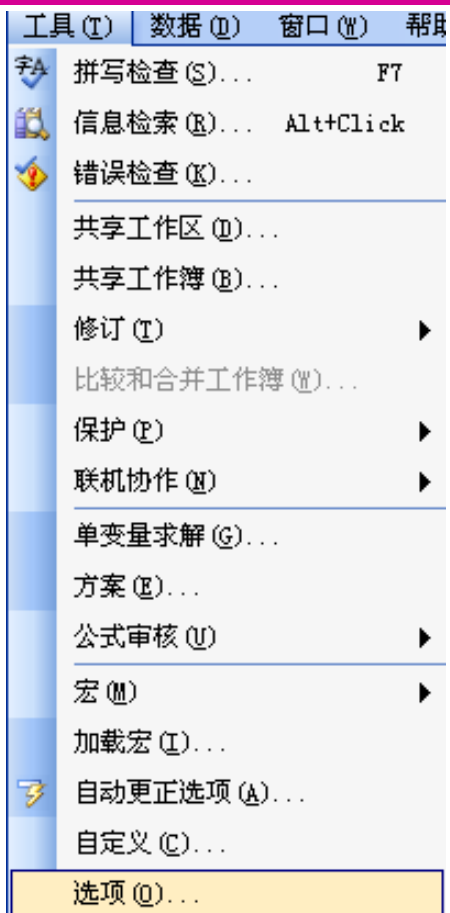 工具(T) 数据(D) 窗口(W) 帮助
拼写检查(S)... F7
信息检索(R)... Alt+Click
错误检查(K)...
共享工作区(D)...
共享工作簿(B)...
修订(T)
比较和合并工作簿(W)...
保护(P)
联机协作(N)
单变量求解(G)...
方案(E)...
公式审核(U)
宏(M)
加载宏(I)...
自动更正选项(A)...
自定义(C)...
选项(O)...